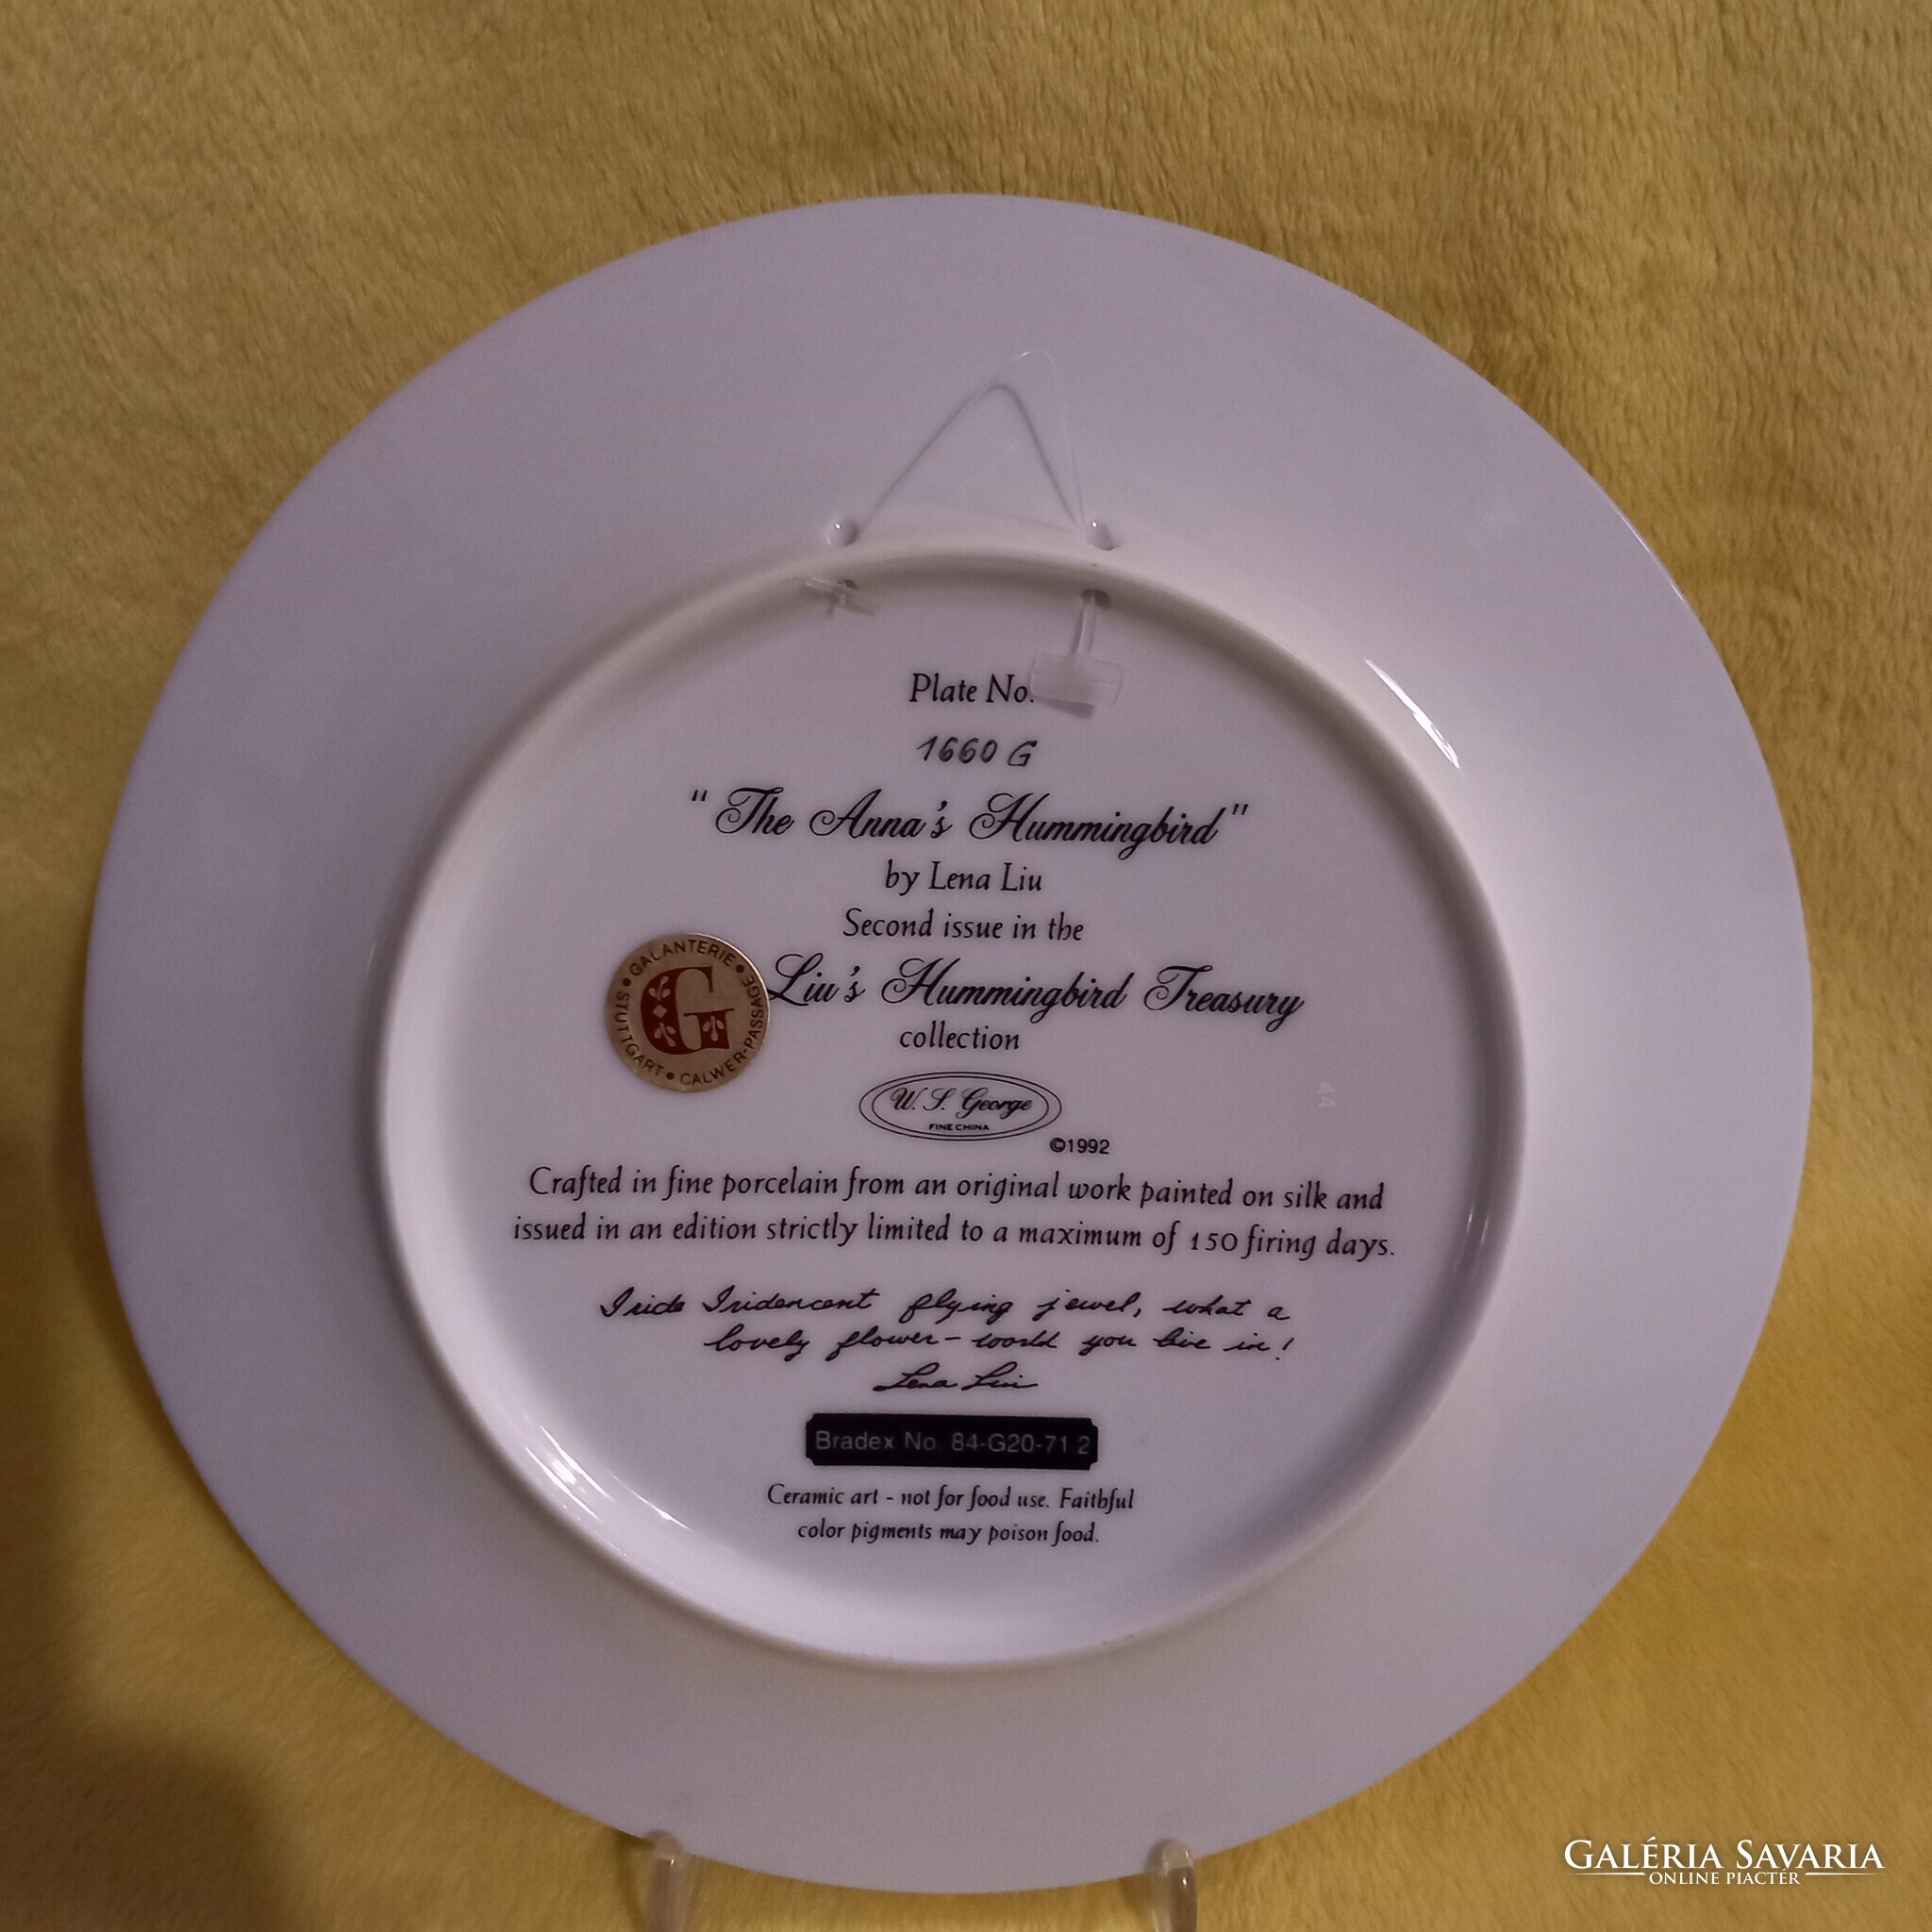 Plate No.
1660 G
"The Anna's Hummingbird"
by Lena Liu
Second issue in the
Liu's Hummingbird Treasury
collection
GALANTERIE • CALWER-PASSAGE • STUTTGART •
G
W. S. George
FINE CHINA
©1992
44
Crafted in fine porcelain from an original work painted on silk and
issued in an edition strictly limited to a maximum of 150 firing days.
Iridescent flying jewel, what a
lovely flower-world you live in!
Lena Liu
Bradex No. 84-G20-71.2
Ceramic art - not for food use. Faithful
color pigments may poison food.
GALÉRIA SAVARIA
ONLINE PIACTÉR